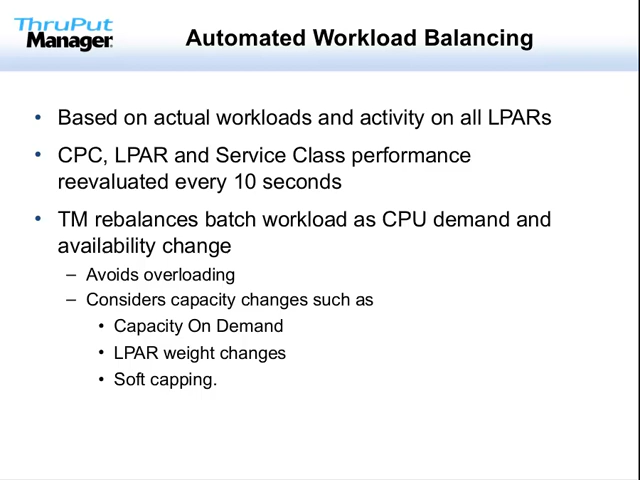 ThruPut
Manager
Automated Workload Balancing
• Based on actual workloads and activity on all LPARs
• CPC, LPAR and Service Class performance
reevaluated every 10 seconds
• TM rebalances batch workload as CPU demand and
availability change
– Avoids overloading
– Considers capacity changes such as
• Capacity On Demand
• LPAR weight changes
• Soft capping.